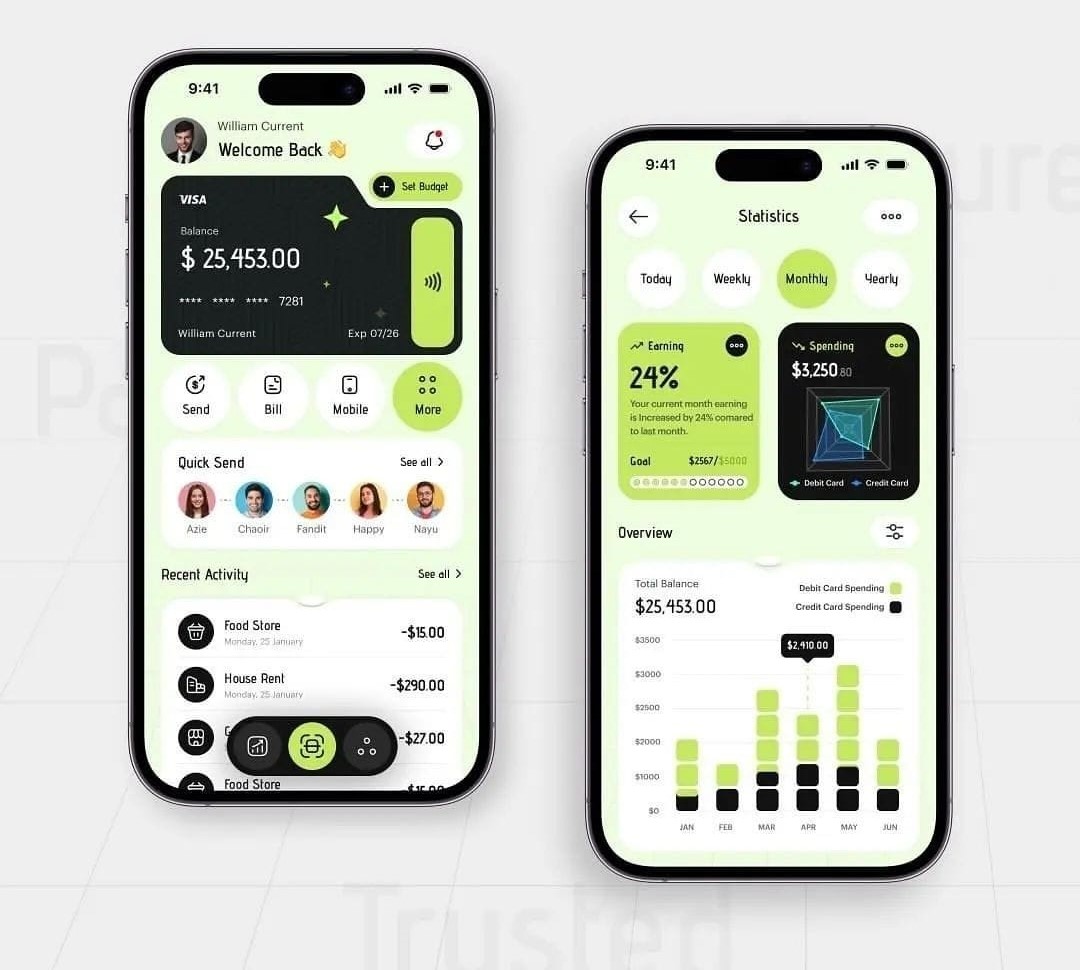 9:41
William Current
Welcome Back 👋
Set Budget
VISA
Balance
$ 25,453.00
**** **** **** 7281
William Current
Exp 07/26
Send
Bill
Mobile
More
Quick Send
See all >
Azie
Chaoir
Fandit
Happy
Nayu
Recent Activity
See all >
Food Store
Monday, 25 January
-$15.00
House Rent
Monday, 25 January
-$290.00
-$27.00
Food Store
-$15.00
9:41
Statistics
Today
Weekly
Monthly
Yearly
Earning
24%
Your current month earning
is Increased by 24% comared
to last month.
Goal
$2567/$5000
Spending
$3,250.80
Debit Card
Credit Card
Overview
Total Balance
$25,453.00
Debit Card Spending
Credit Card Spending
$3500
$3000
$2500
$2000
$1000
$0
$2,410.00
JAN
FEB
MAR
APR
MAY
JUN
Trusted